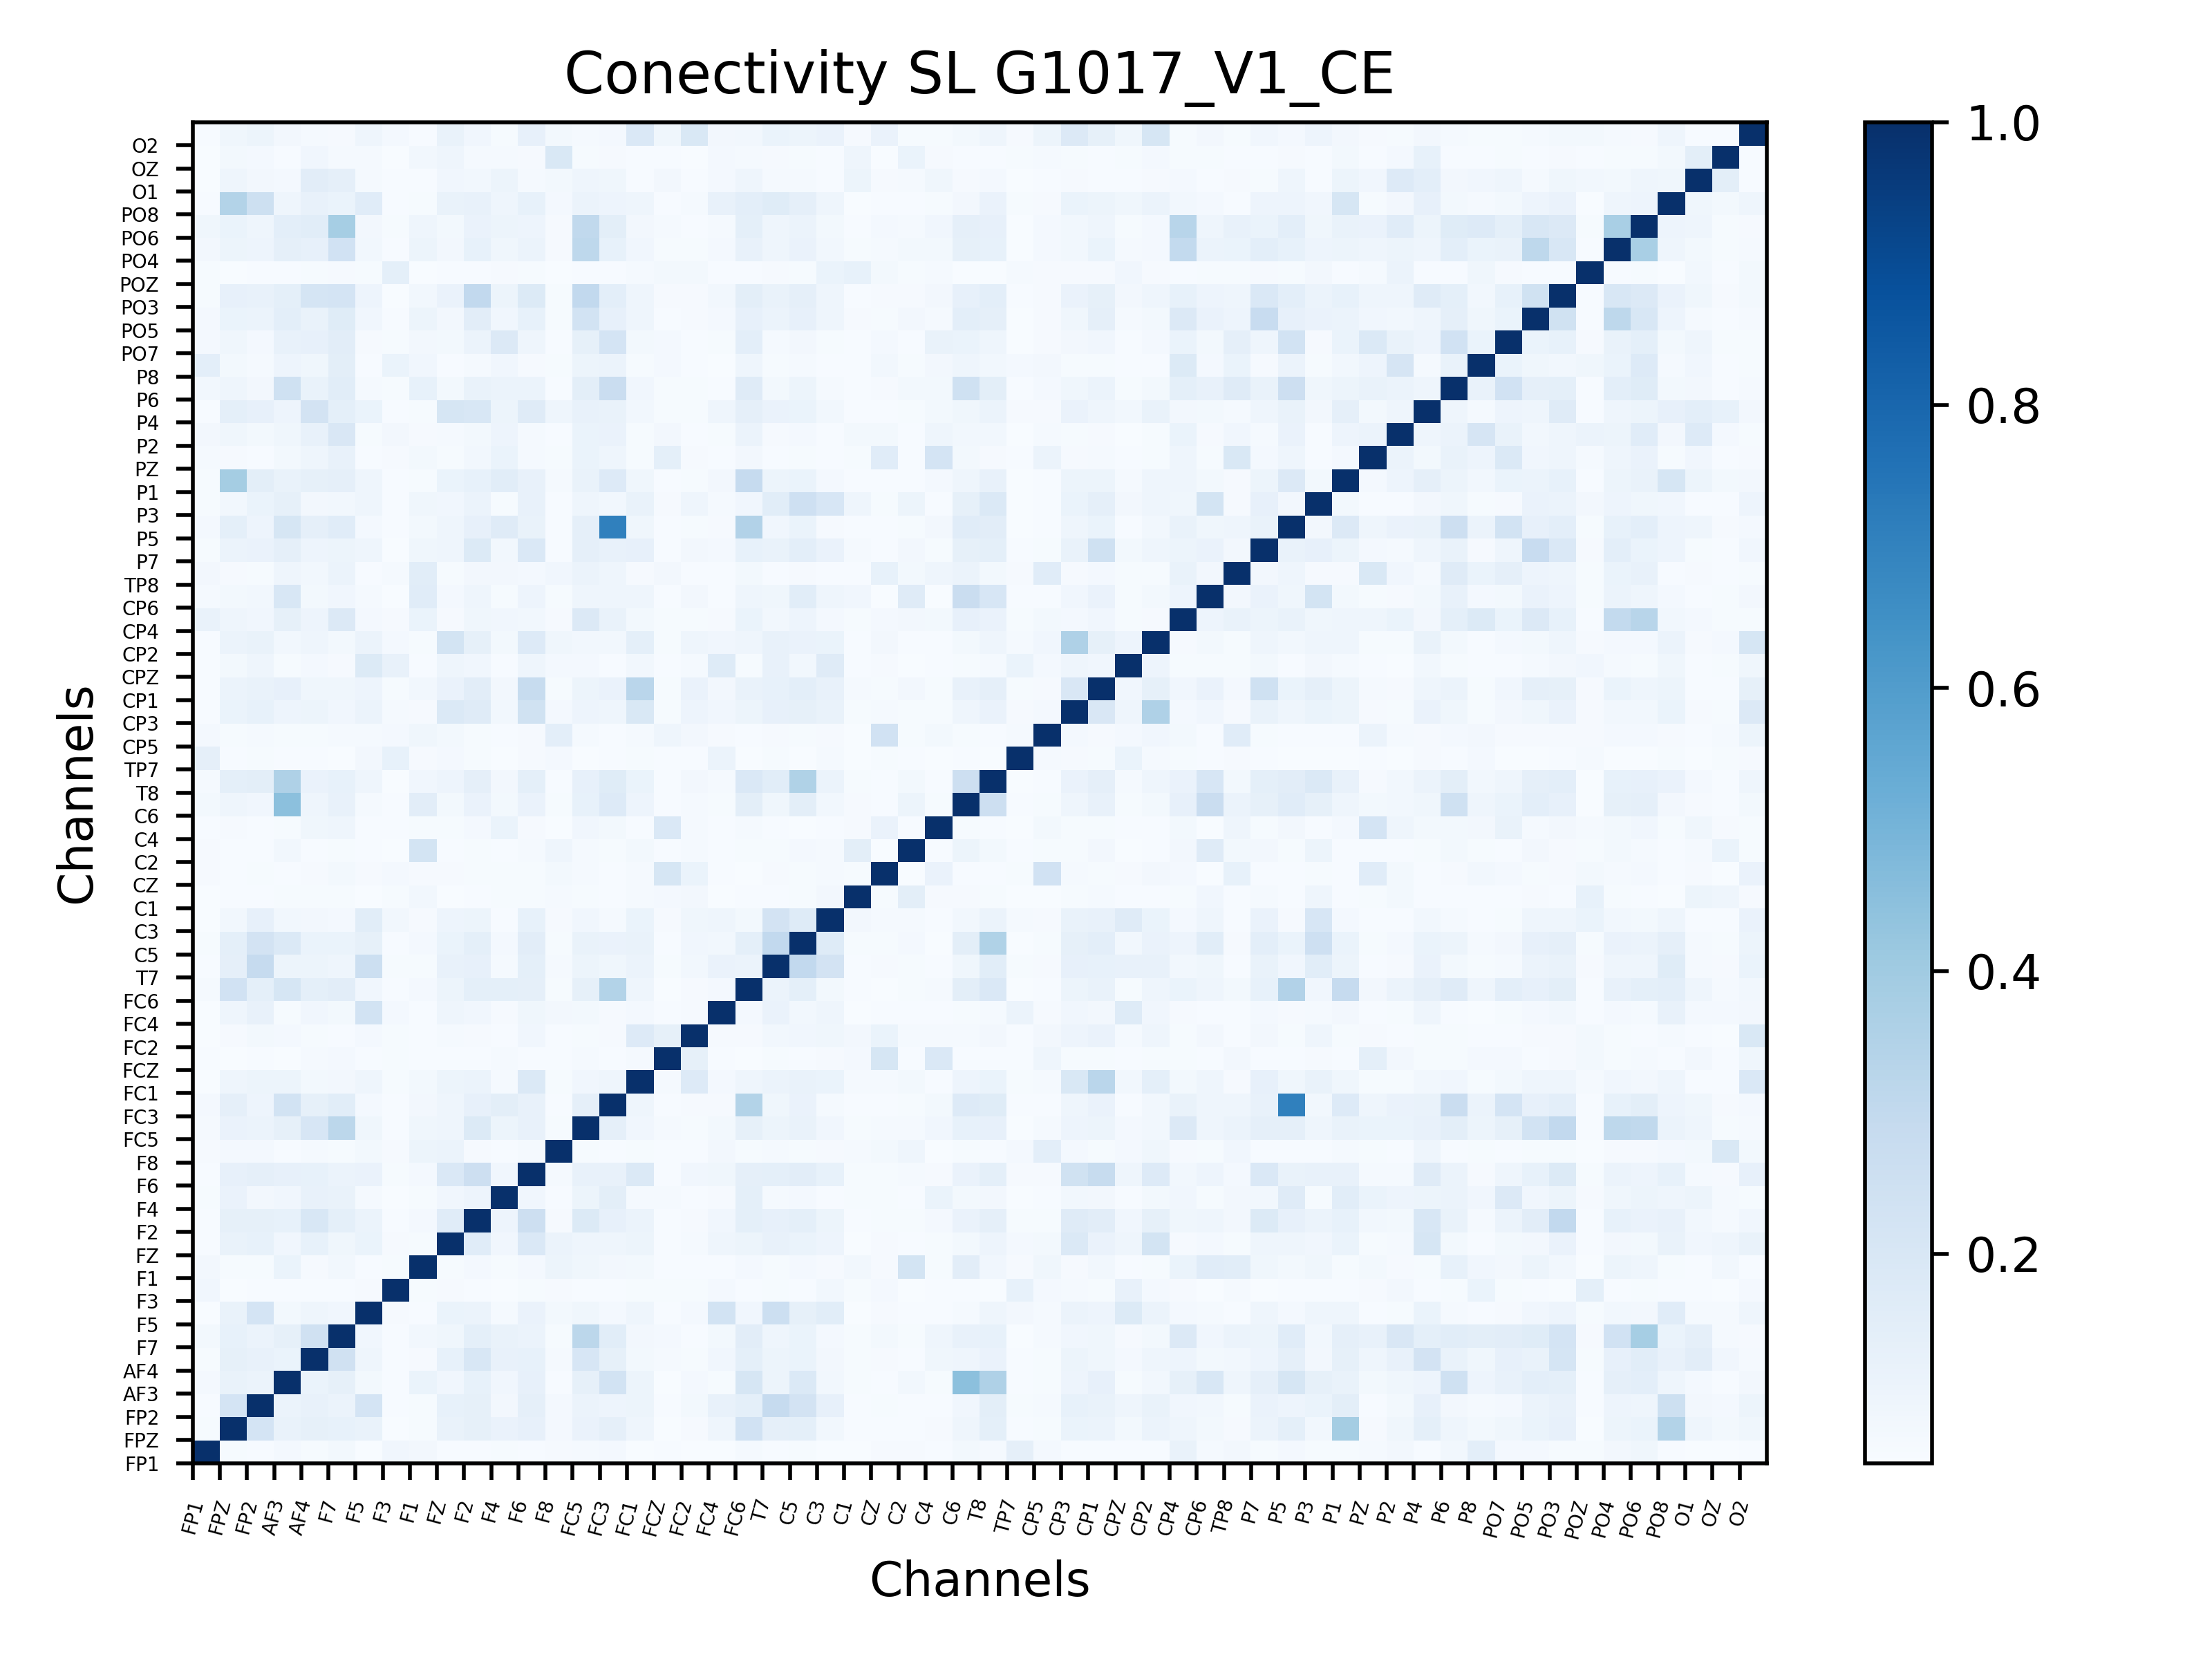 Conectivity SL G1017_V1_CE
O2
OZ
O1
PO8
PO6
PO4
POZ
PO3
PO5
PO7
P8
P6
P4
P2
PZ
P1
P3
P5
P7
TP8
CP6
CP4
CP2
CPZ
CP1
CP3
CP5
TP7
T8
C6
C4
C2
CZ
C1
C3
C5
T7
FC6
FC4
FC2
FCZ
FC1
FC3
FC5
F8
F6
F4
F2
FZ
F1
F3
F5
F7
AF4
AF3
FP2
FPZ
FP1
Channels
FP1 FPZ FP2 AF3 AF4 F7 F5 F3 F1 FZ F2 F4 F6 F8 FC5 FC3 FC1 FCZ FC2 FC4 FC6 T7 C5 C3 C1 CZ C2 C4 C6 T8 TP7 CP5 CP3 CP1 CPZ CP2 CP4 CP6 TP8 P7 P5 P3 P1 PZ P2 P4 P6 P8 PO7 PO5 PO3 POZ PO4 PO6 PO8 O1 OZ O2
Channels
1.0
0.8
0.6
0.4
0.2